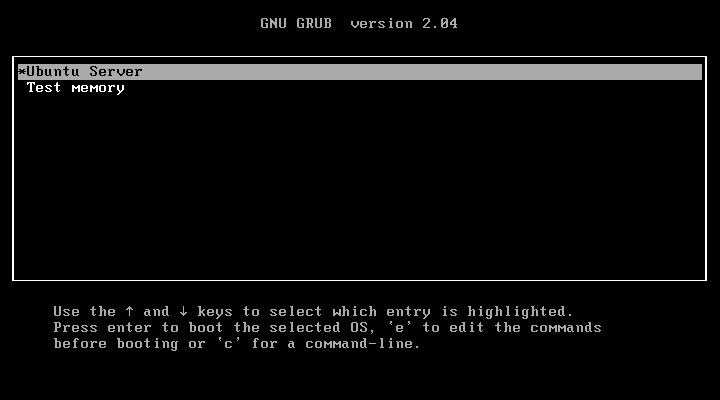 GNU GRUB  version 2.04
*Ubuntu Server
Test memory
Use the ↑ and ↓ keys to select which entry is highlighted.
Press enter to boot the selected OS, `e' to edit the commands
before booting or `c' for a command-line.